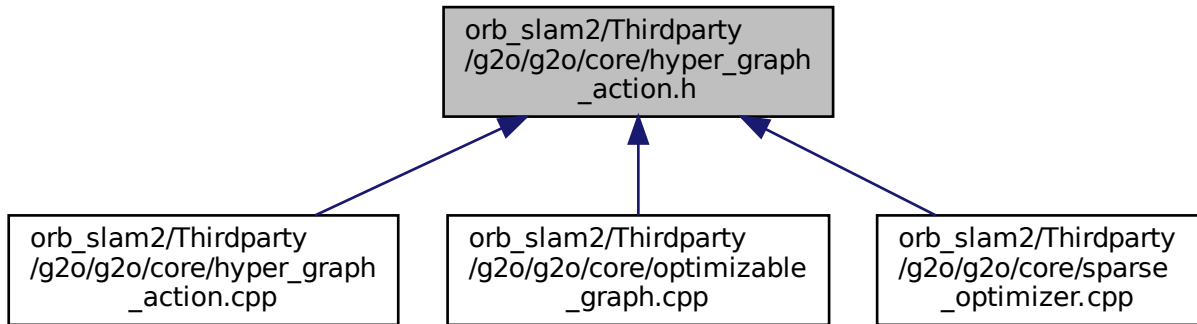 orb_slam2/Thirdparty
/g2o/g2o/core/hyper_graph
_action.h
orb_slam2/Thirdparty
/g2o/g2o/core/hyper_graph
_action.cpp
orb_slam2/Thirdparty
/g2o/g2o/core/optimizable
_graph.cpp
orb_slam2/Thirdparty
/g2o/g2o/core/sparse
_optimizer.cpp